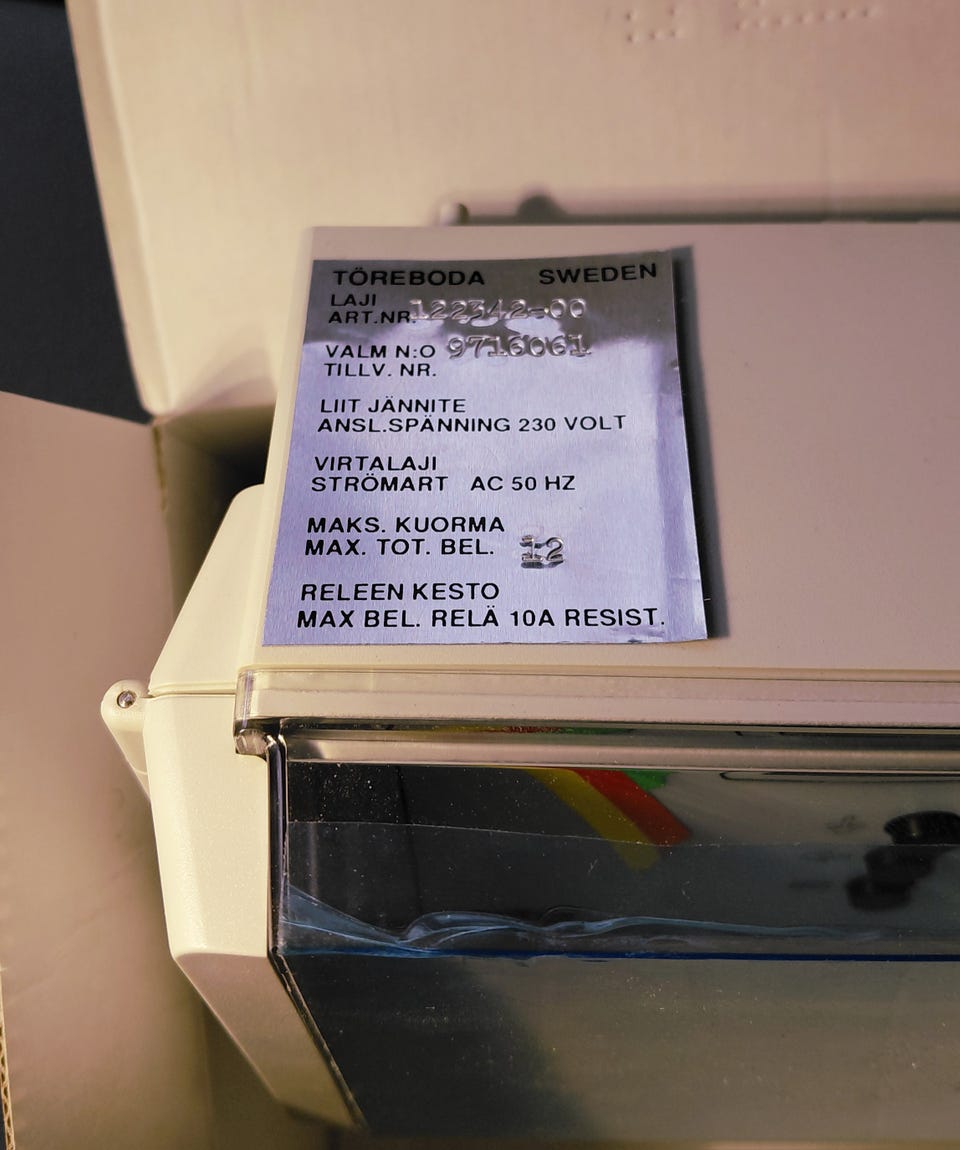 TÖREBODA SWEDEN
LAJI
ART.NR. 122342-00
VALM N:O 9716061
TILLV. NR.
LIIT JÄNNITE
ANSL.SPÄNNING 230 VOLT
VIRTALAJI
STRÖMART AC 50 HZ
MAKS. KUORMA
MAX. TOT. BEL. 12
RELEEN KESTO
MAX BEL. RELÄ 10A RESIST.